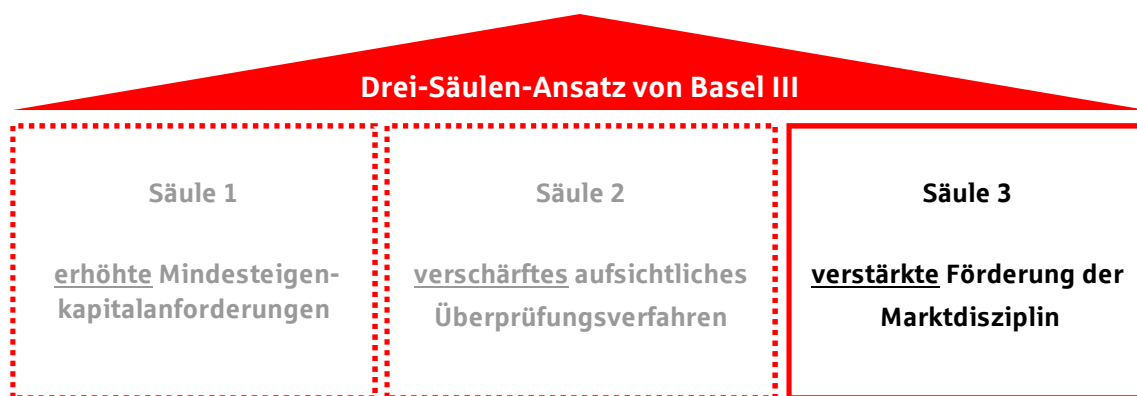 Drei-Säulen-Ansatz von Basel III
Säule 1
erhöhte Mindesteigen-
kapitalanforderungen
Säule 2
verschärftes aufsichtliches
Überprüfungsverfahren
Säule 3
verstärkte Förderung der
Marktdisziplin